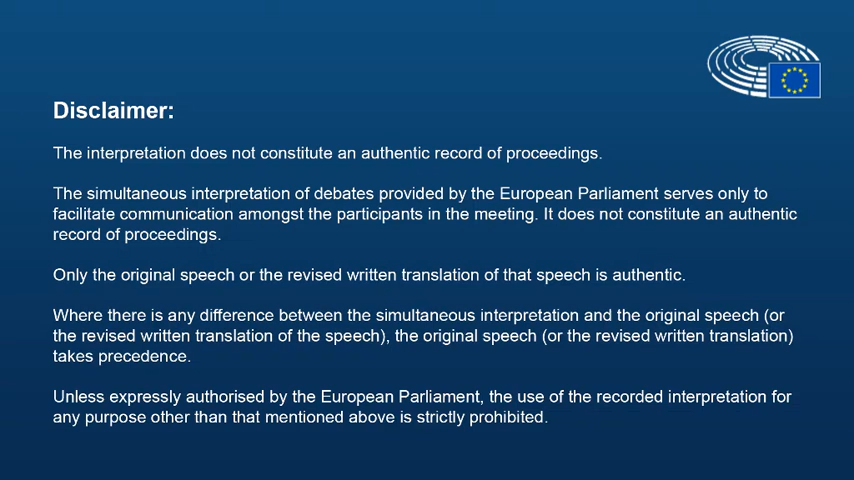 Disclaimer:
The interpretation does not constitute an authentic record of proceedings.
The simultaneous interpretation of debates provided by the European Parliament serves only to
facilitate communication amongst the participants in the meeting. It does not constitute an authentic
record of proceedings.
Only the original speech or the revised written translation of that speech is authentic.
Where there is any difference between the simultaneous interpretation and the original speech (or
the revised written translation of the speech), the original speech (or the revised written translation)
takes precedence.
Unless expressly authorised by the European Parliament, the use of the recorded interpretation for
any purpose other than that mentioned above is strictly prohibited.